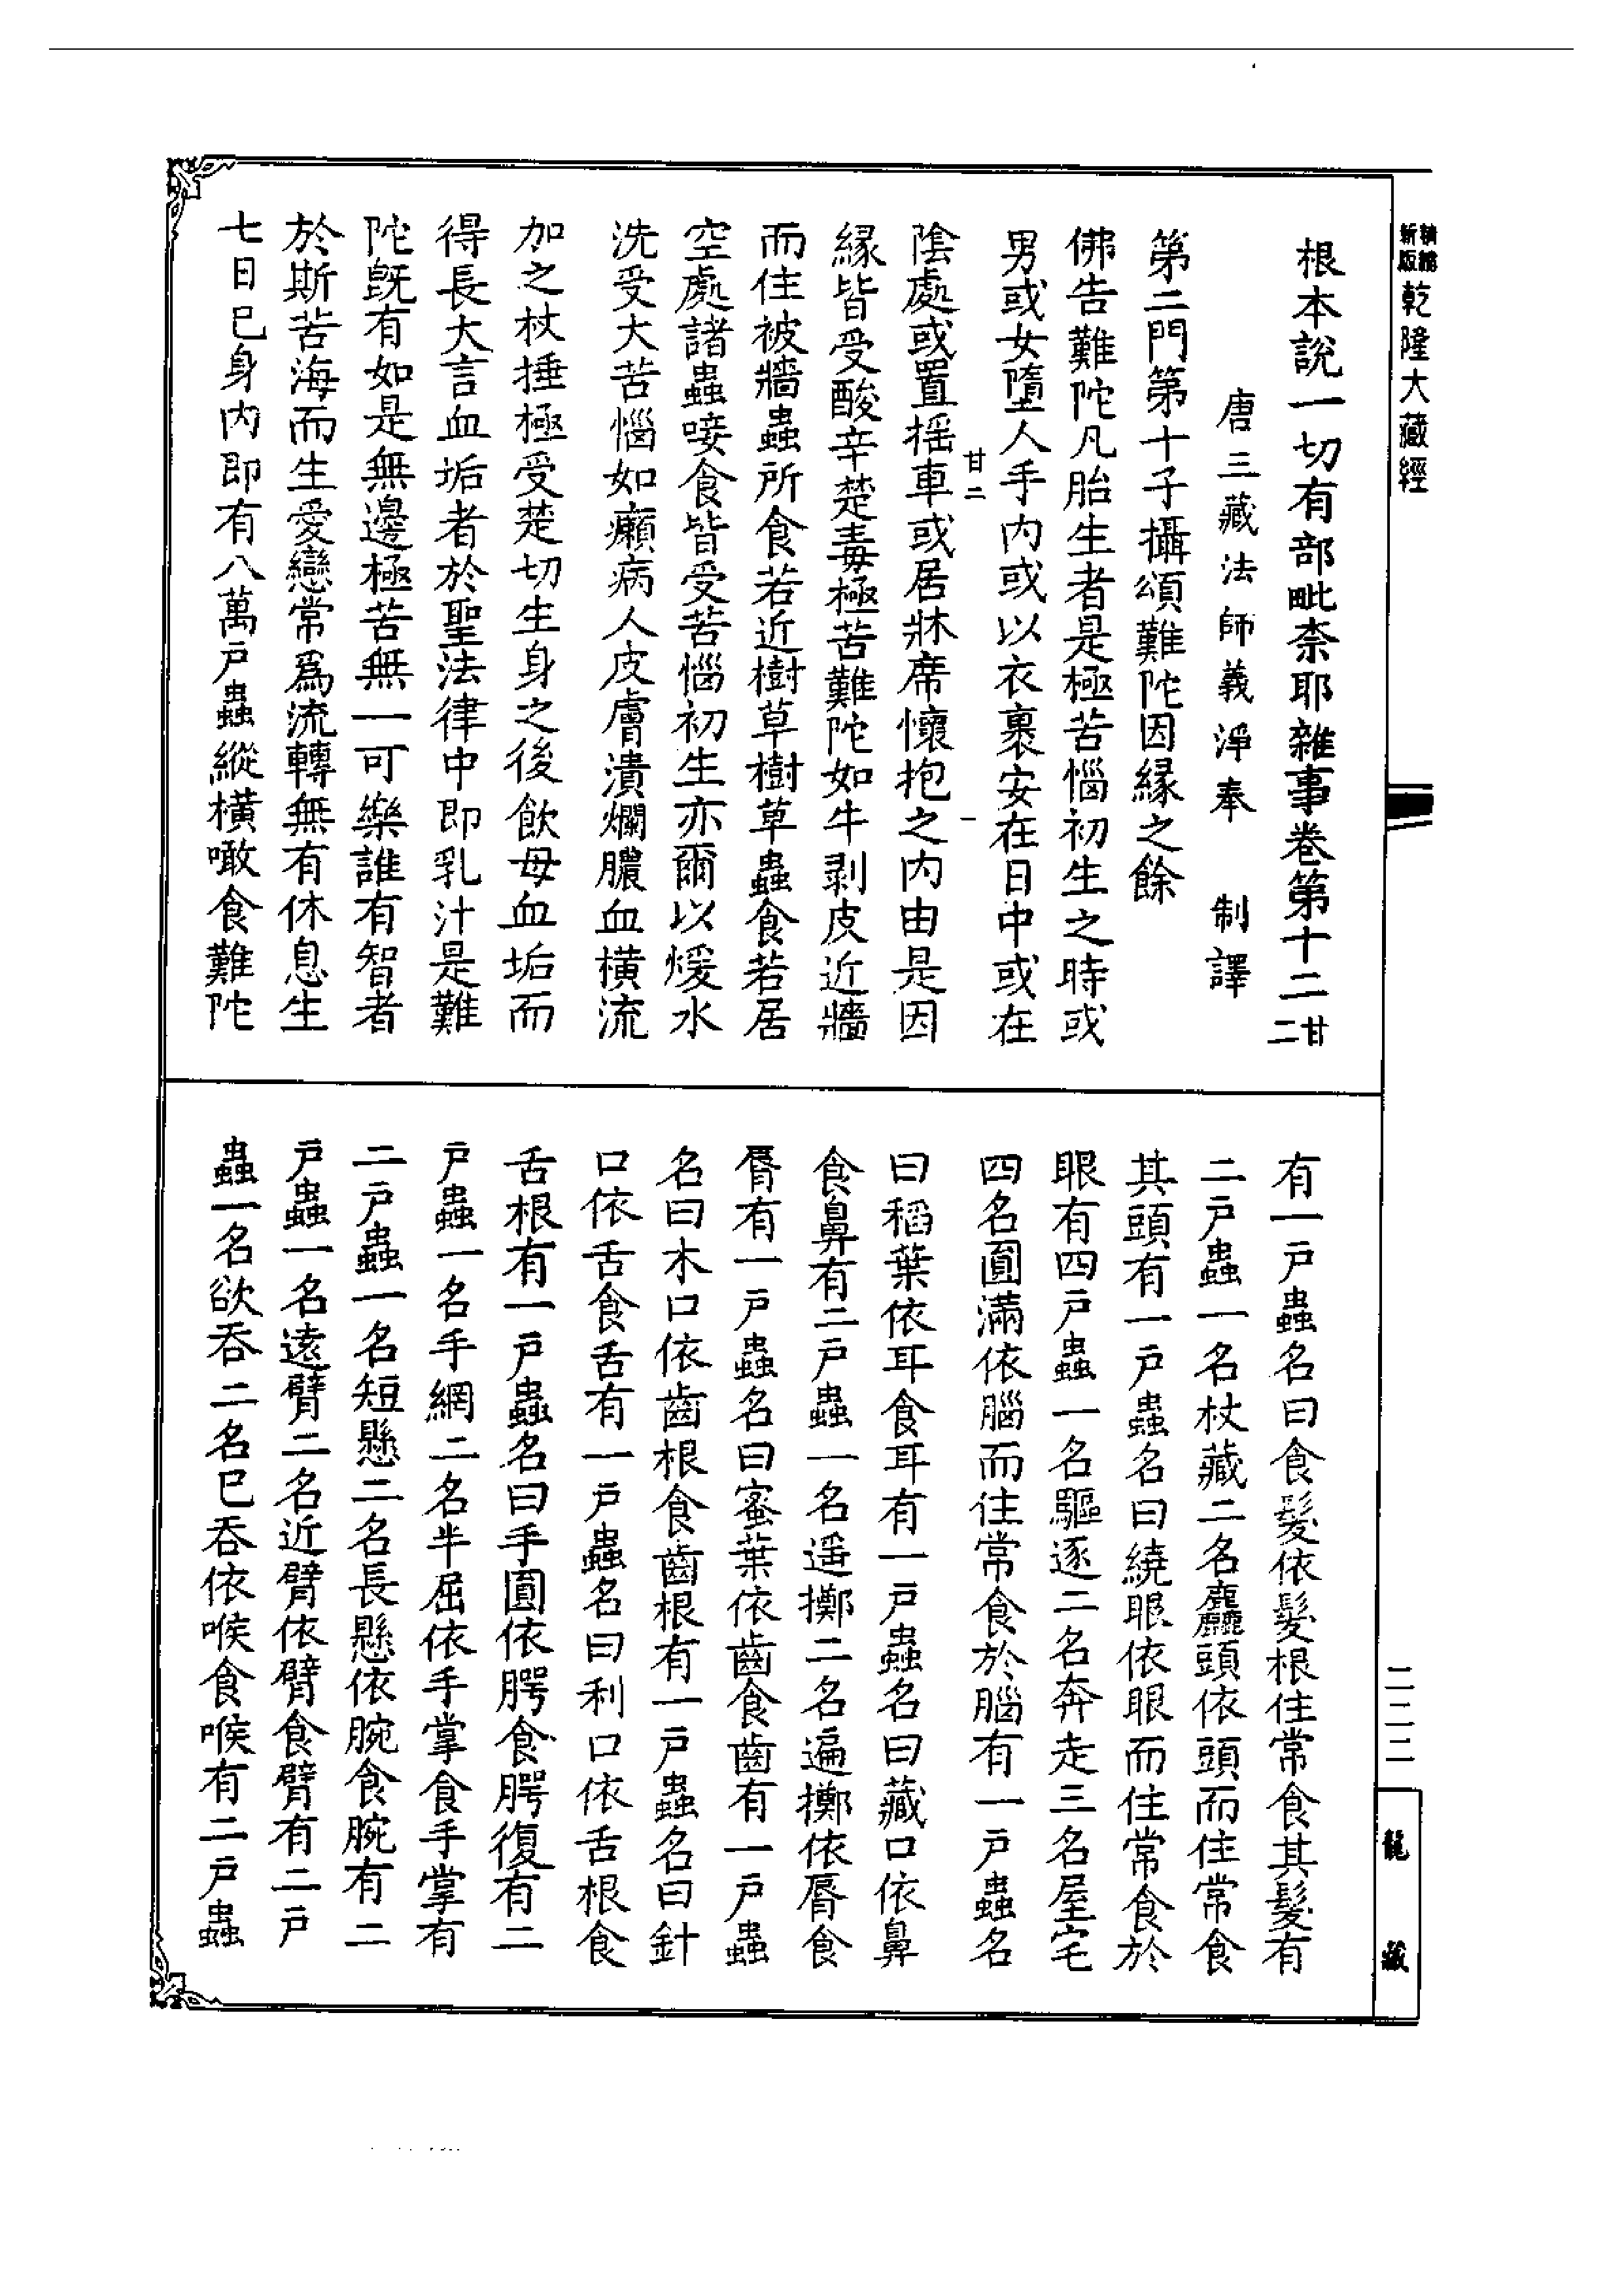 新版精縮乾隆大藏經
根本說一切有部毗柰耶雜事卷第十二 甘二
唐三藏法師義淨奉 制譯
第二門第十子攝頌難陀因緣之餘
佛告難陀凡胎生者是極苦惱初生之時或
男或女墮人手內或以衣裹安在日中或在
甘二 一
陰處或置搖車或居牀席懷抱之內由是因
緣皆受酸辛楚毒極苦難陀如牛剥皮近牆
而住被牆蟲所食若近樹草樹草蟲食若居
空處諸蟲唼食皆受苦惱初生亦爾以煖水
洗受大苦惱如癩病人皮膚潰爛膿血橫流
加之杖捶極受楚切生身之後飲母血垢而
得長大言血垢者於聖法律中即乳汁是難
陀既有如是無邊極苦無一可樂誰有智者
於斯苦海而生愛戀常爲流轉無有休息生
七日已身內即有八萬戸蟲縱橫噉食難陀
有一戸蟲名曰食髮依髮根住常食其髮有
二戸蟲一名杖藏二名麤頭依頭而住常食
其頭有一戸蟲名曰繞眼依眼而住常食於
眼有四戸蟲一名驅逐二名奔走三名屋宅
四名圓滿依腦而住常食於腦有一戸蟲名
曰稻葉依耳食耳有一戸蟲名曰藏口依鼻
食鼻有二戸蟲一名遥擲二名遍擲依脣食
脣有一戸蟲名曰蜜葉依齒食齒有一戸蟲
名曰木口依齒根食齒根有一戸蟲名曰針
口依舌食舌有一戸蟲名曰利口依舌根食
舌根有一戸蟲名曰手圓依腭食腭復有二
戸蟲一名手網二名半屈依手掌食手掌有
二戸蟲一名短懸二名長懸依腕食腕有二
戸蟲一名遠臂二名近臂依臂食臂有二戸
蟲一名欲吞二名已吞依喉食喉有二戸蟲
二二二
龍藏